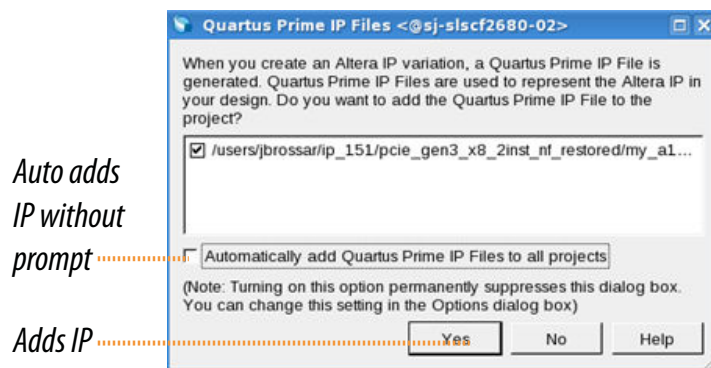 Quartus Prime IP Files <@sj-slscf2680-02>
When you create an Altera IP variation, a Quartus Prime IP File is
generated. Quartus Prime IP Files are used to represent the Altera IP in
your design. Do you want to add the Quartus Prime IP File to the
project?
/users/jbrossar/ip_151/pcie_gen3_x8_2inst_nf_restored/my_a1...
Auto adds
IP without
prompt
Automatically add Quartus Prime IP Files to all projects
(Note: Turning on this option permanently suppresses this dialog box.
You can change this setting in the Options dialog box)
Adds IP
Yes No Help